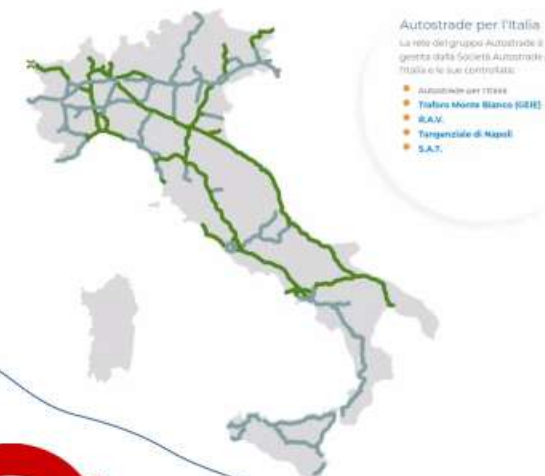 Autostrade per l'Italia
La rete del gruppo Autostrade è
gestita dalla Società Autostrade
l'Italia e le sue controllate:
Autostrade per l'Italia
Traforo Monte Bianco (GEIE)
R.A.V.
Tangenziale di Napoli
S.A.T.